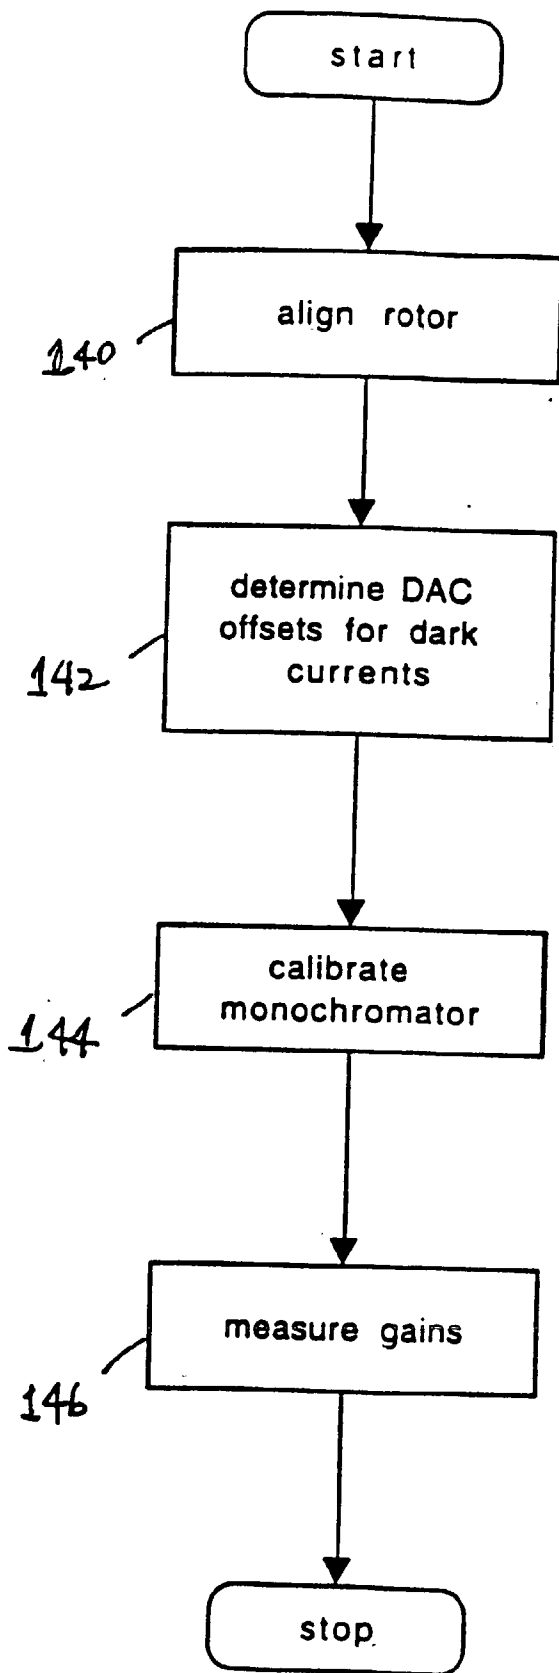 start
align rotor
140
determine DAC
offsets for dark
currents
142
calibrate
monochromator
144
measure gains
146
stop